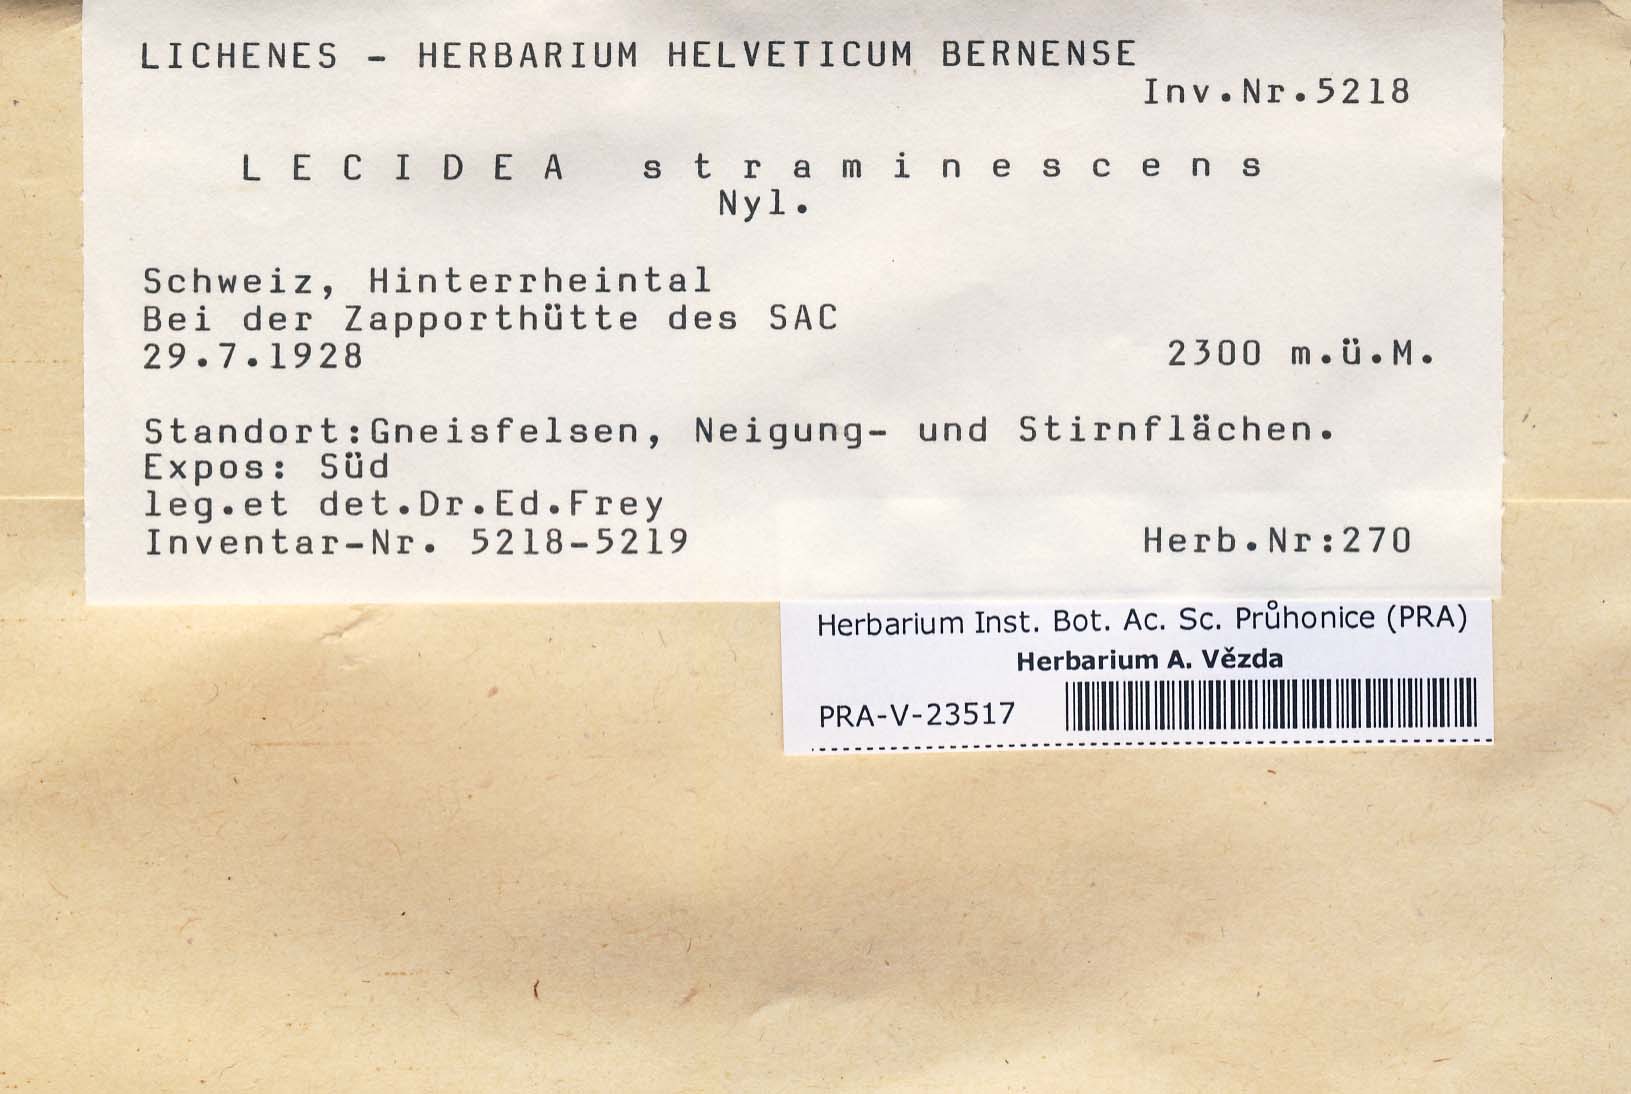 LICHENES - HERBARIUM HELVETICUM BERNENSE
Inv.Nr.5218
LECIDEA straminescens
Nyl.
Schweiz, Hinterrheintal
Bei der Zapporthütte des SAC
29.7.1928 2300 m.ü.M.
Standort:Gneisfelsen, Neigung- und Stirnflächen.
Expos: Süd
leg.et det.Dr.Ed.Frey
Inventar-Nr. 5218-5219 Herb.Nr:270
Herbarium Inst. Bot. Ac. Sc. Průhonice (PRA)
Herbarium A. Vězda
PRA-V-23517